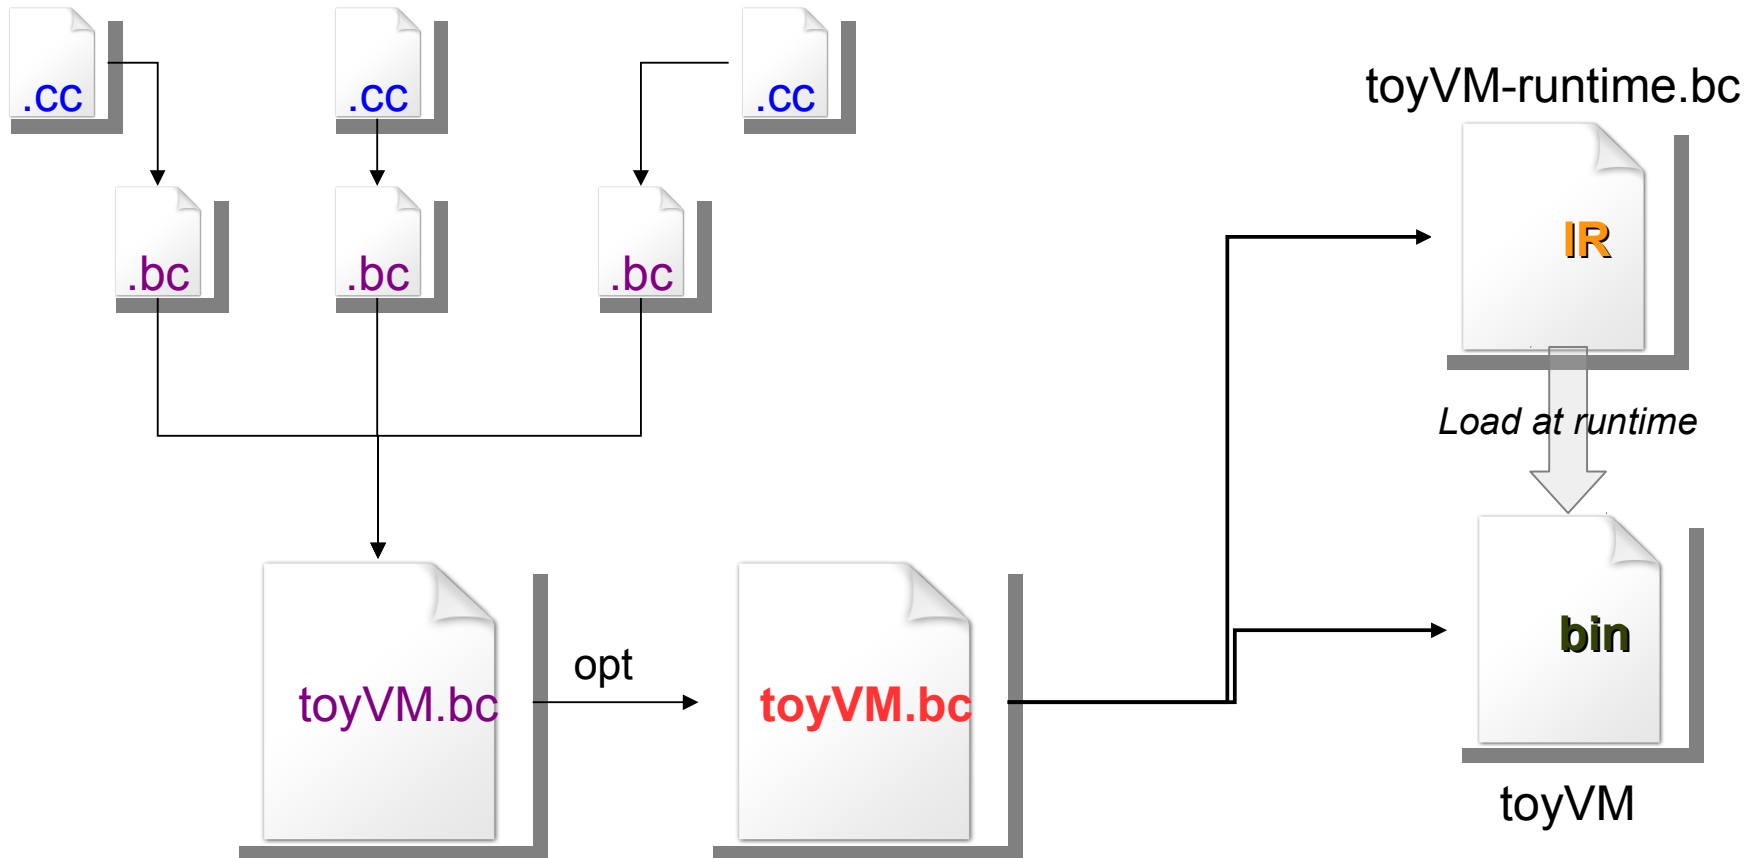 .cc
.cc
.cc
toyVM-runtime.bc
.bc
.bc
.bc
IR
Load at runtime
opt
toyVM.bc
toyVM.bc
bin
toyVM